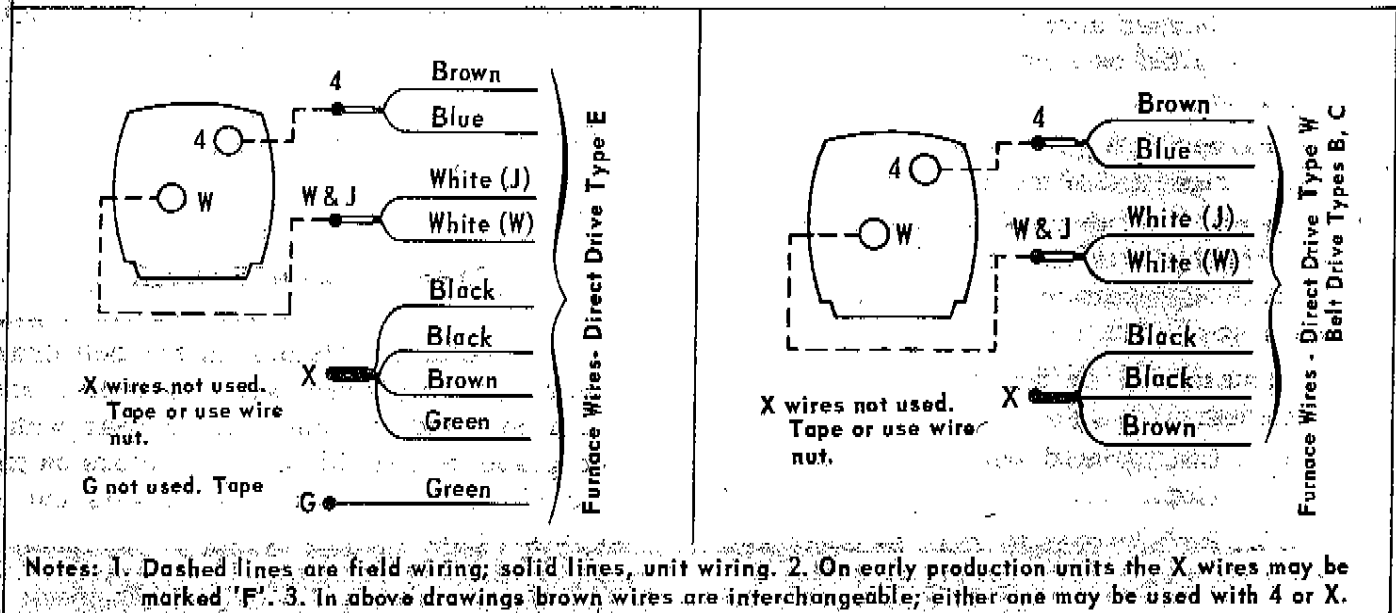 4
Brown
Blue
4
W
W & J
White (J)
White (W)
Black
Black
X
Brown
Green
X wires not used.
Tape or use wire
nut.
G not used. Tape
G
Green
Furnace Wires- Direct Drive Type E
4
Brown
Blue
4
W
W & J
White (J)
White (W)
Black
Black
X
Brown
X wires not used.
Tape or use wire
nut.
Furnace Wires - Direct Drive Type W
Belt Drive Types B, C
Notes: 1. Dashed lines are field wiring; solid lines, unit wiring. 2. On early production units the X wires may be
marked 'F'. 3. In above drawings brown wires are interchangeable; either one may be used with 4 or X.